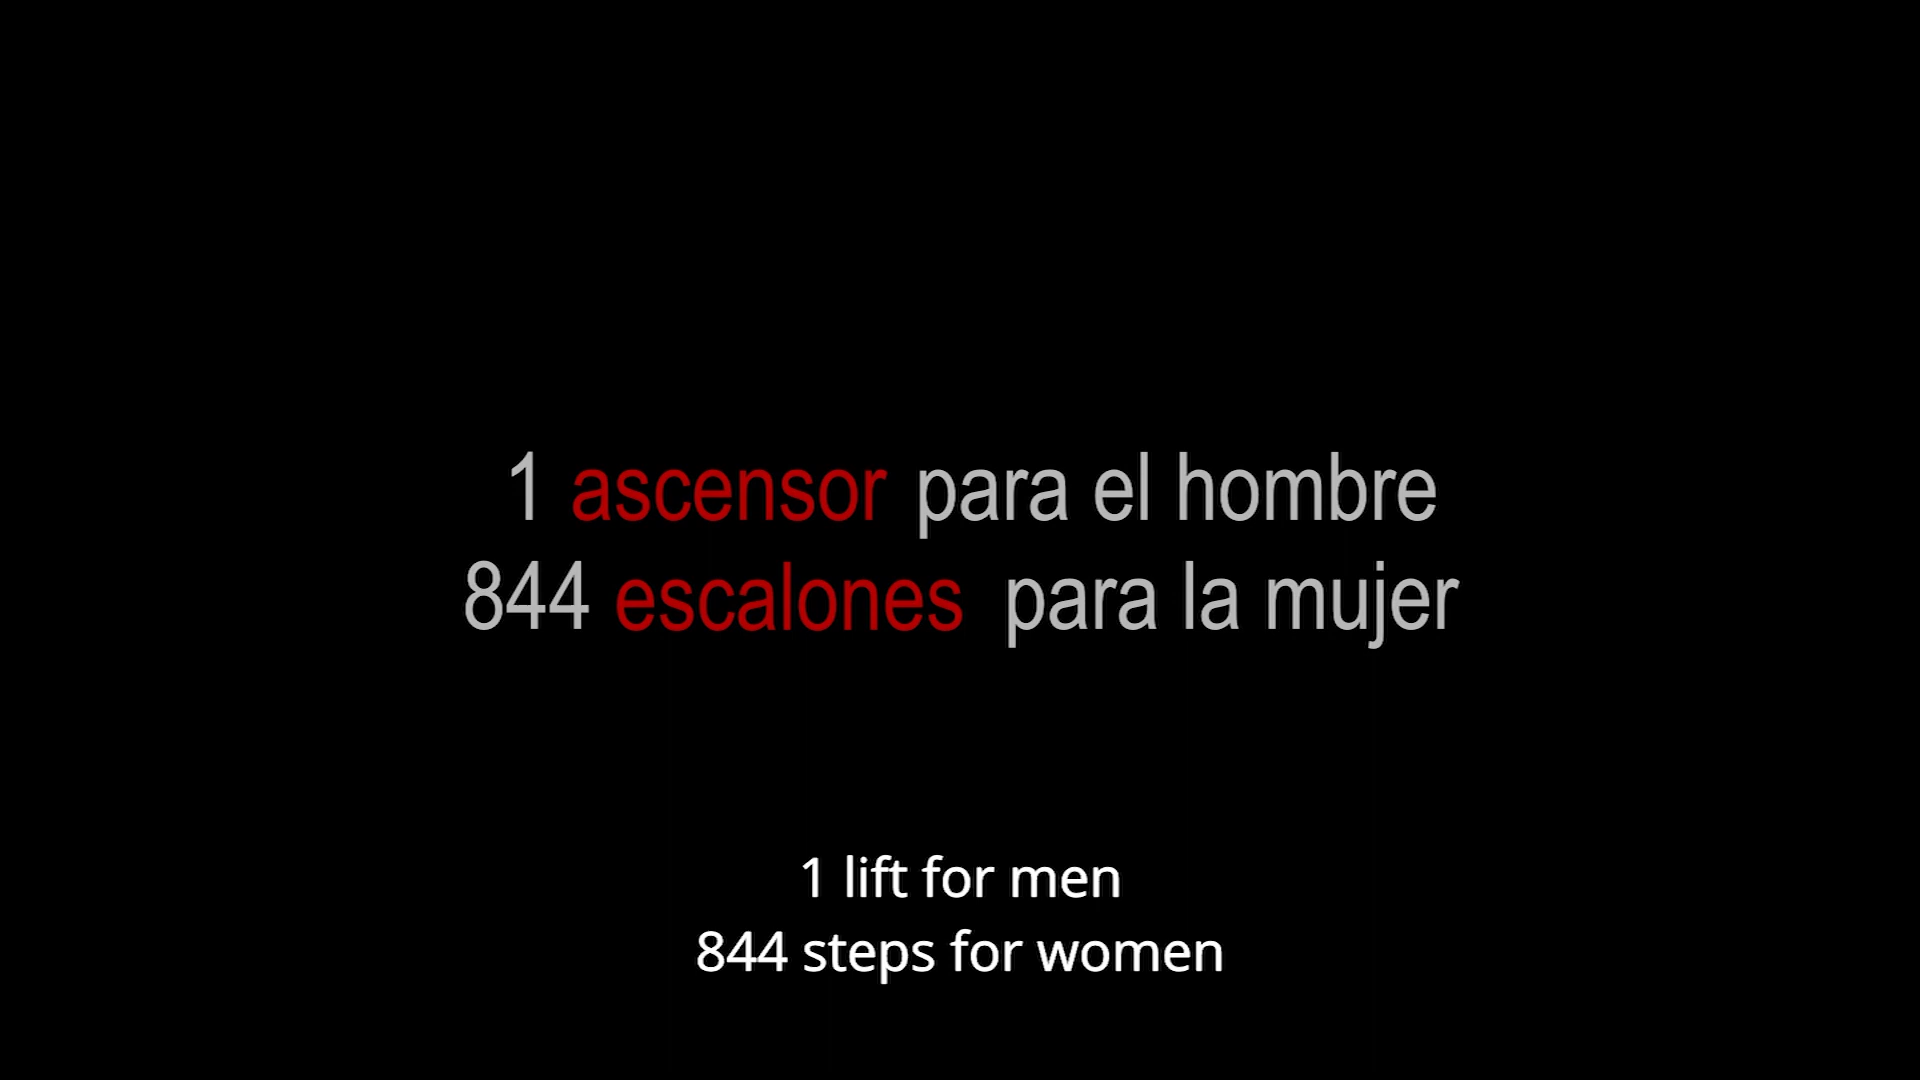 1 ascensor para el hombre
844 escalones para la mujer
1 lift for men
844 steps for women